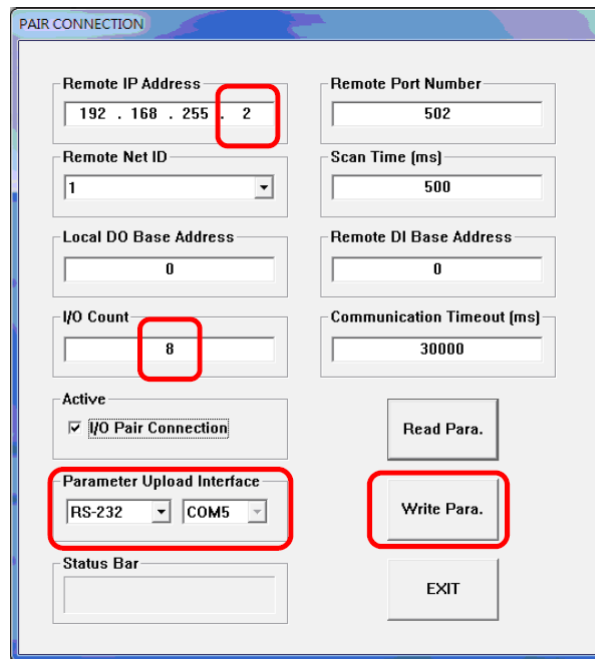 PAIR CONNECTION
Remote IP Address
192 . 168 . 255 . 2
Remote Port Number
502
Remote Net ID
1
Scan Time (ms)
500
Local DO Base Address
0
Remote DI Base Address
0
I/O Count
8
Communication Timeout (ms)
30000
Active
I/O Pair Connection
Read Para.
Parameter Upload Interface
RS-232 COM5
Write Para.
Status Bar
EXIT